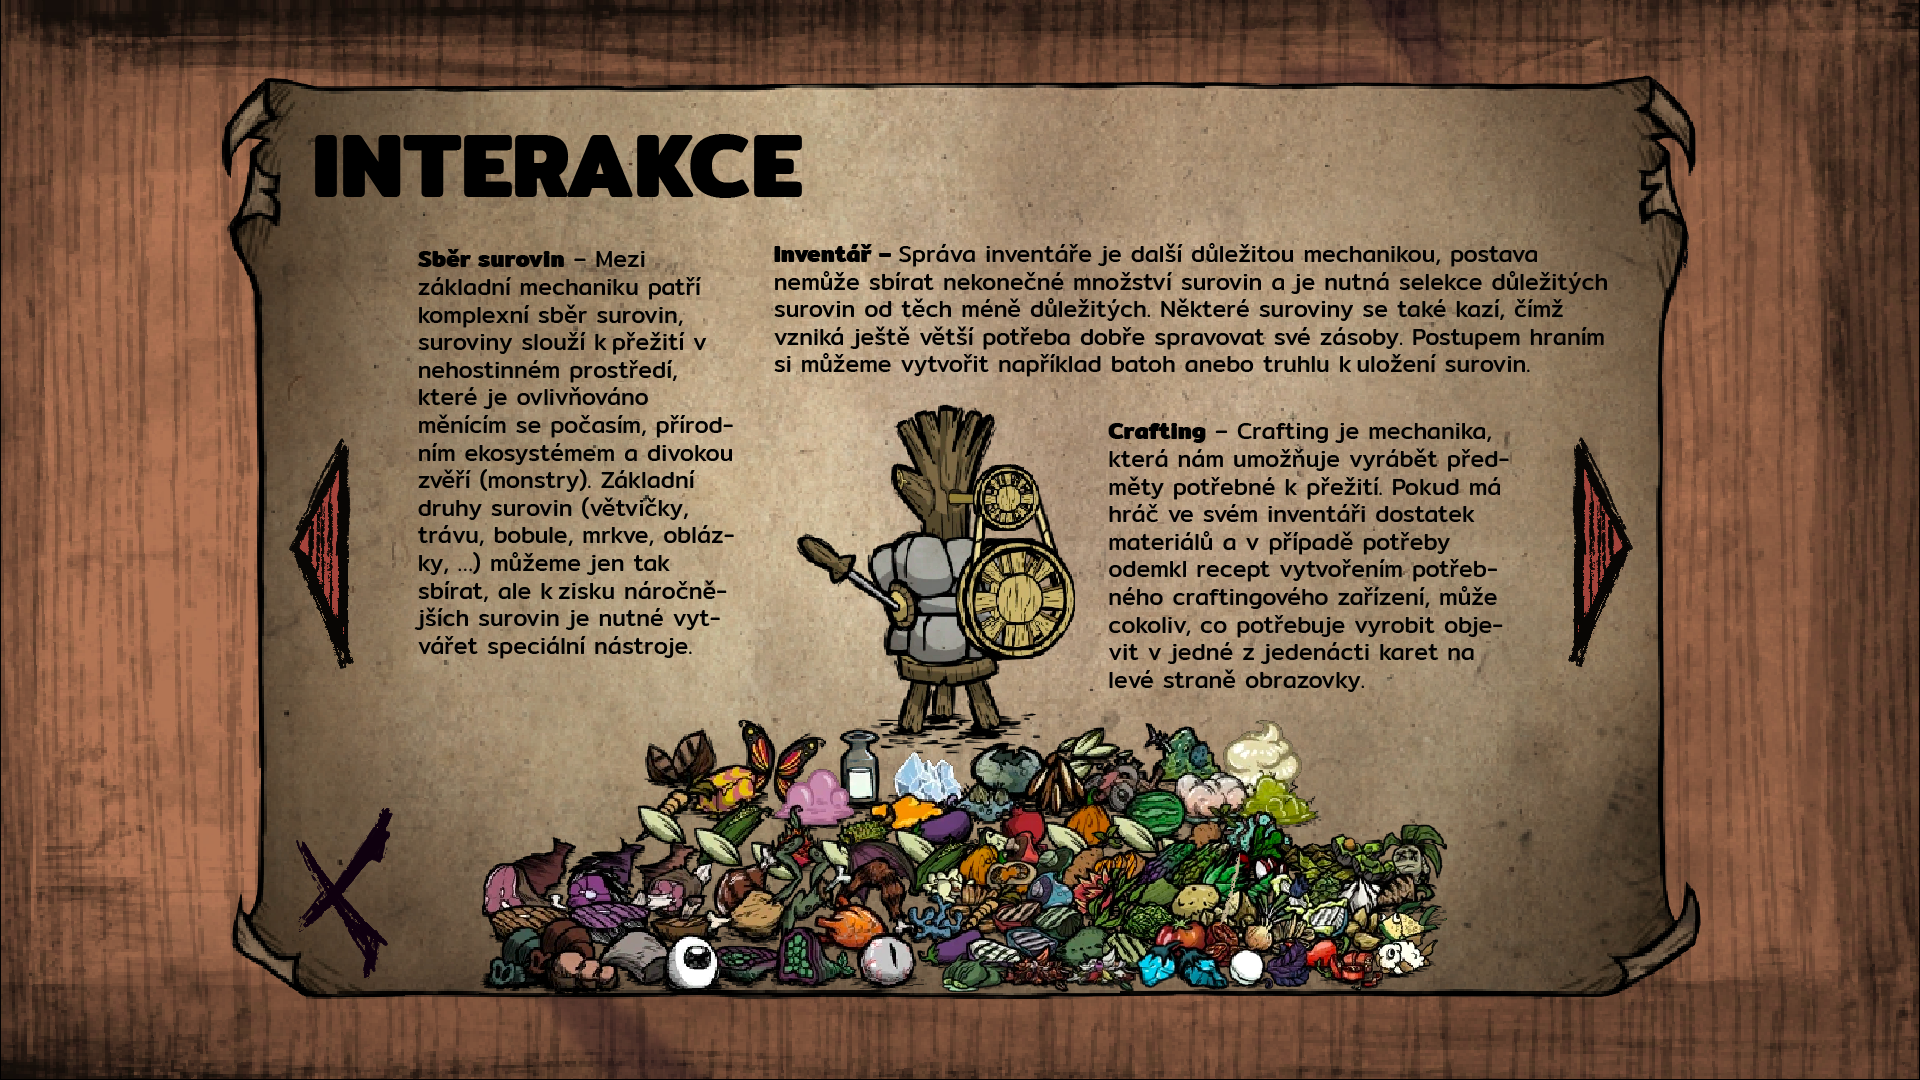 INTERAKCE
Sběr surovin – Mezi
základní mechaniku patří
komplexní sběr surovin,
suroviny slouží k přežití v
nehostinném prostředí,
které je ovlivňováno
měnícím se počasím, přírod-
ním ekosystémem a divokou
zvěří (monstry). Základní
druhy surovin (větvičky,
trávu, bobule, mrkve, obláz-
ky, ...) můžeme jen tak
sbírat, ale k zisku náročně-
jších surovin je nutné vyt-
vářet speciální nástroje.
Inventář – Správa inventáře je další důležitou mechanikou, postava
nemůže sbírat nekonečné množství surovin a je nutná selekce důležitých
surovin od těch méně důležitých. Některé suroviny se také kazí, čímž
vzniká ještě větší potřeba dobře spravovat své zásoby. Postupem hraním
si můžeme vytvořit například batoh anebo truhlu k uložení surovin.
Crafting – Crafting je mechanika,
která nám umožňuje vyrábět před-
měty potřebné k přežití. Pokud má
hráč ve svém inventáři dostatek
materiálů a v případě potřeby
odemkl recept vytvořením potřeb-
ného craftingového zařízení, může
cokoliv, co potřebuje vyrobit obje-
vit v jedné z jedenácti karet na
levé straně obrazovky.